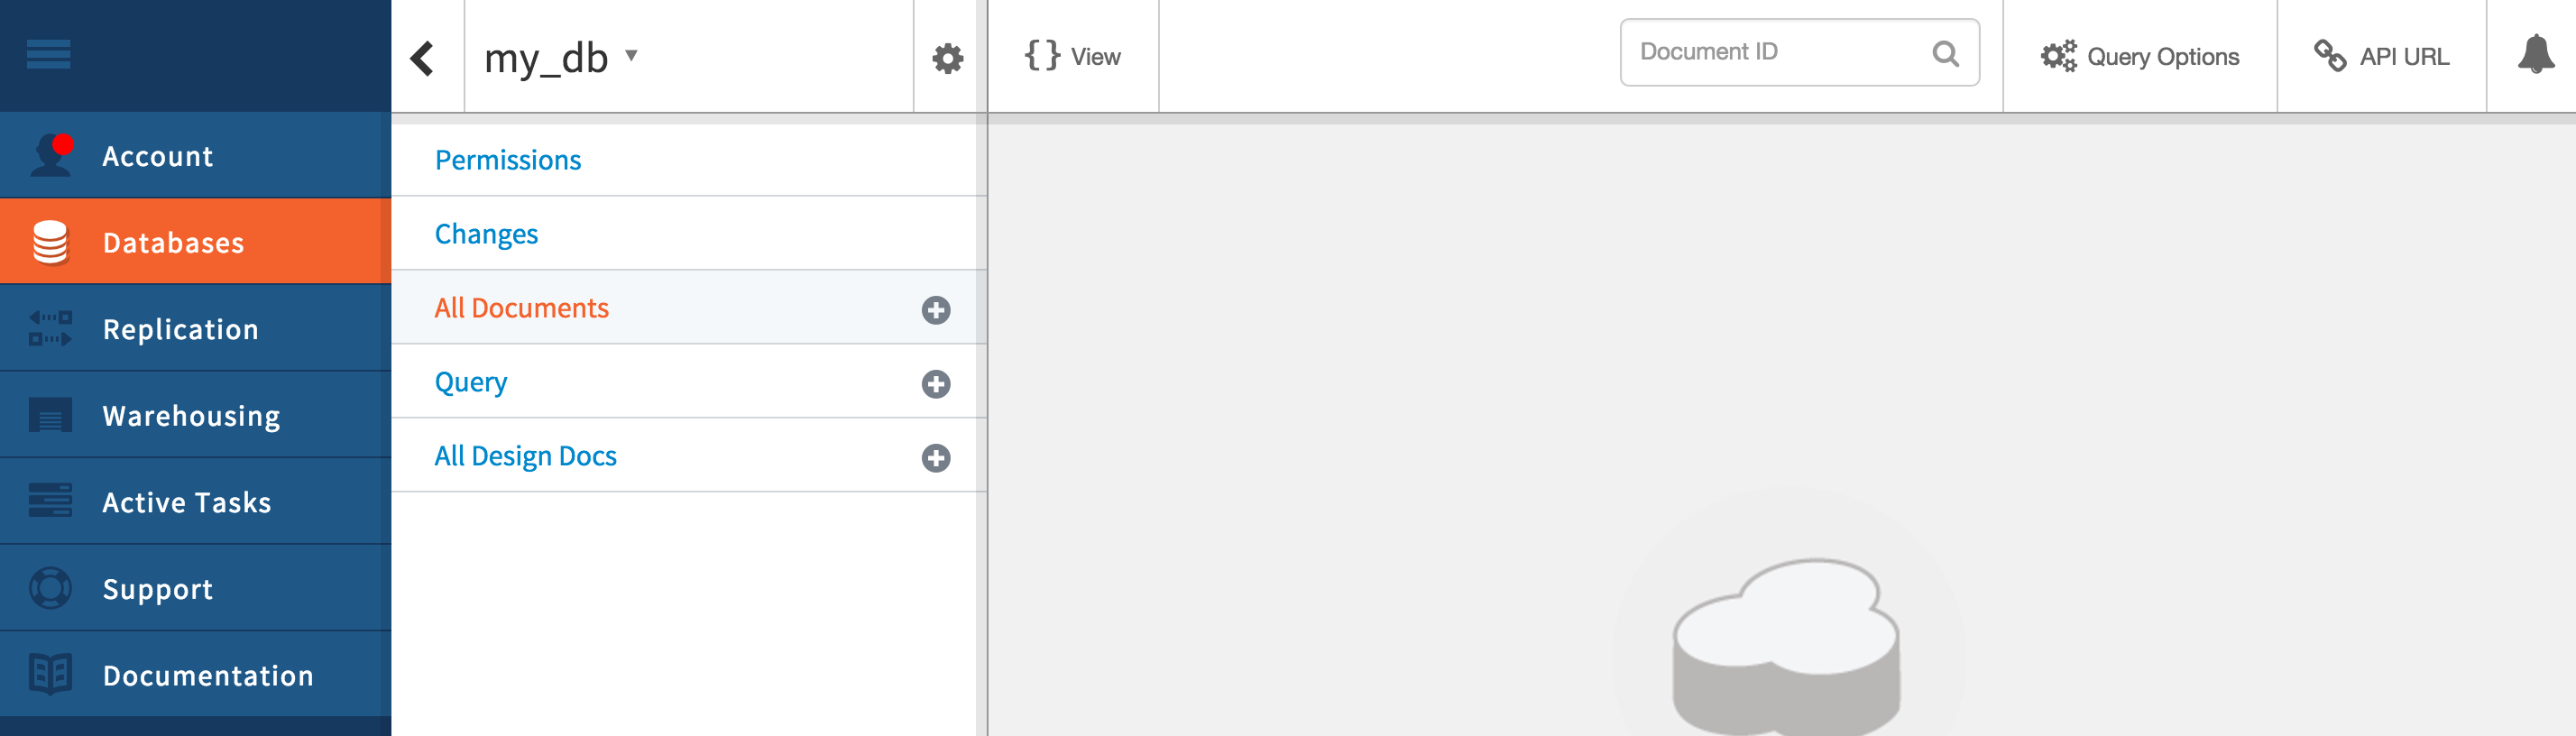 Account
Databases
Replication
Warehousing
Active Tasks
Support
Documentation
my_db
Permissions
Changes
All Documents
Query
All Design Docs
{ } View
Document ID
Query Options
API URL